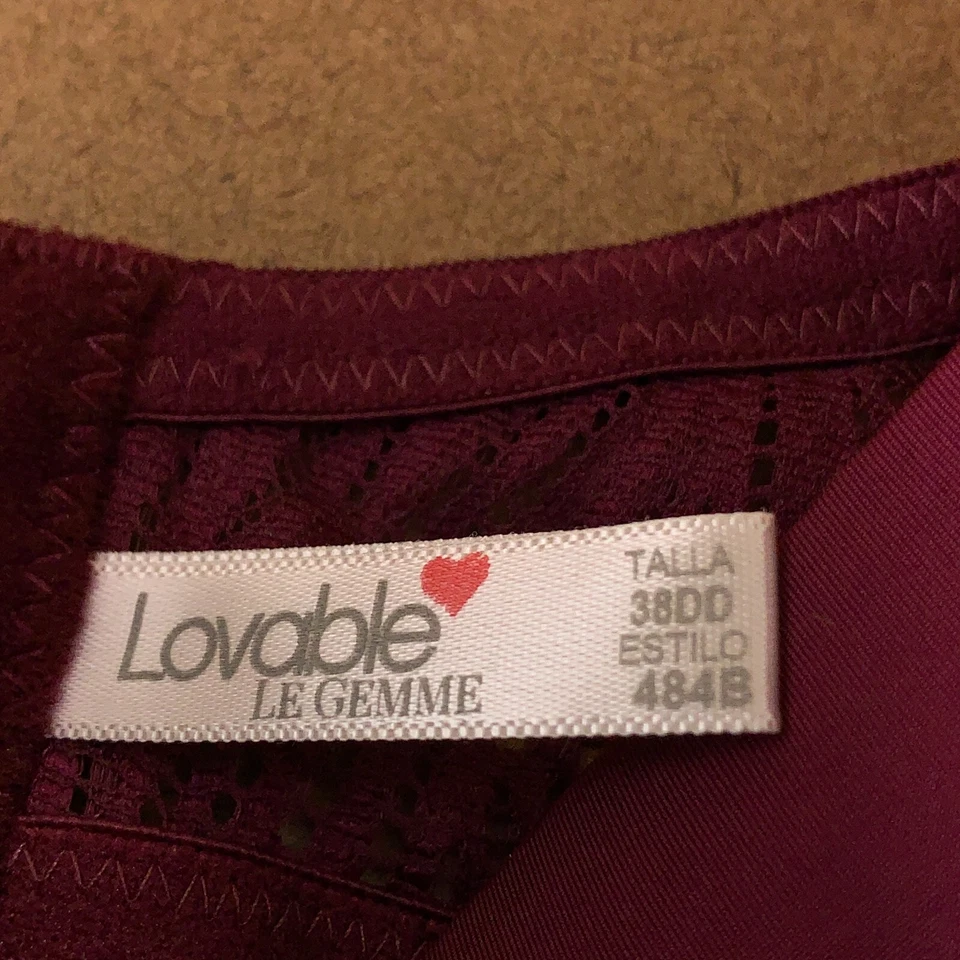 Lovable
LE GEMME
TALLA
38DD
ESTILO
484B